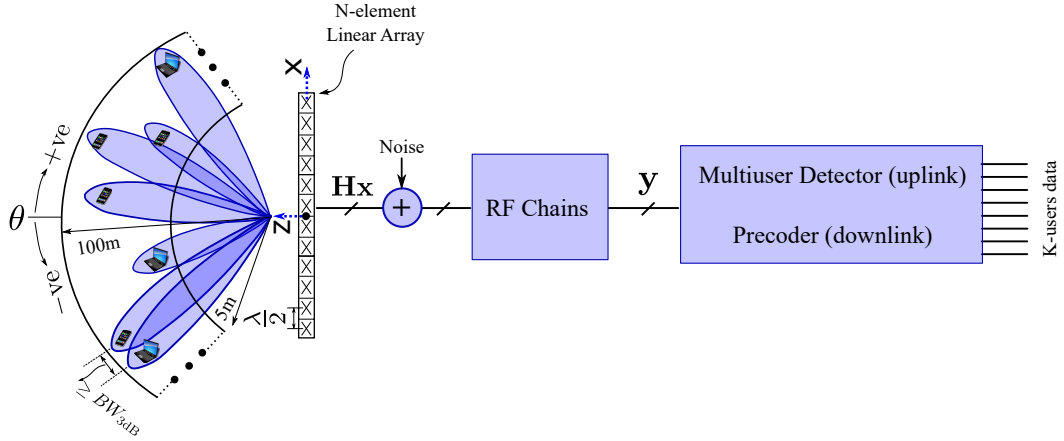 N-element
Linear Array
X
+ve
θ
−ve
100m
5m
Z
λ
2
≥ BW3dB
Hx
Noise
+
RF Chains
y
Multiuser Detector (uplink)
Precoder (downlink)
K-users data